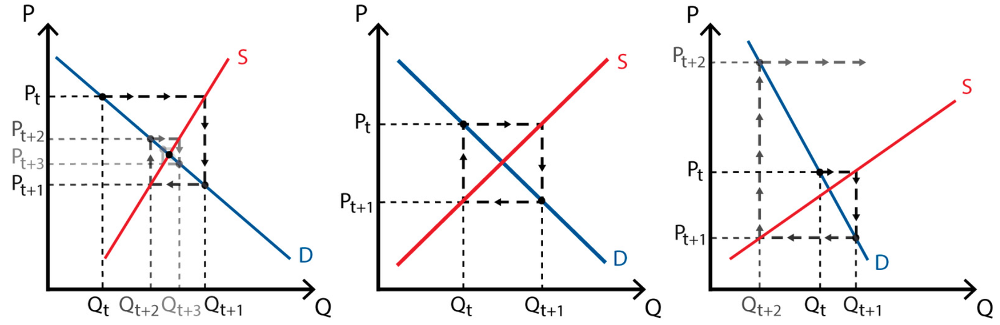 P
S
Pt
Pt+2
Pt+3
Pt+1
D
Qt Qt+2 Qt+3 Qt+1 Q
P
S
Pt
Pt+1
D
Qt Qt+1 Q
P
Pt+2
S
Pt
Pt+1
D
Qt+2 Qt Qt+1 Q